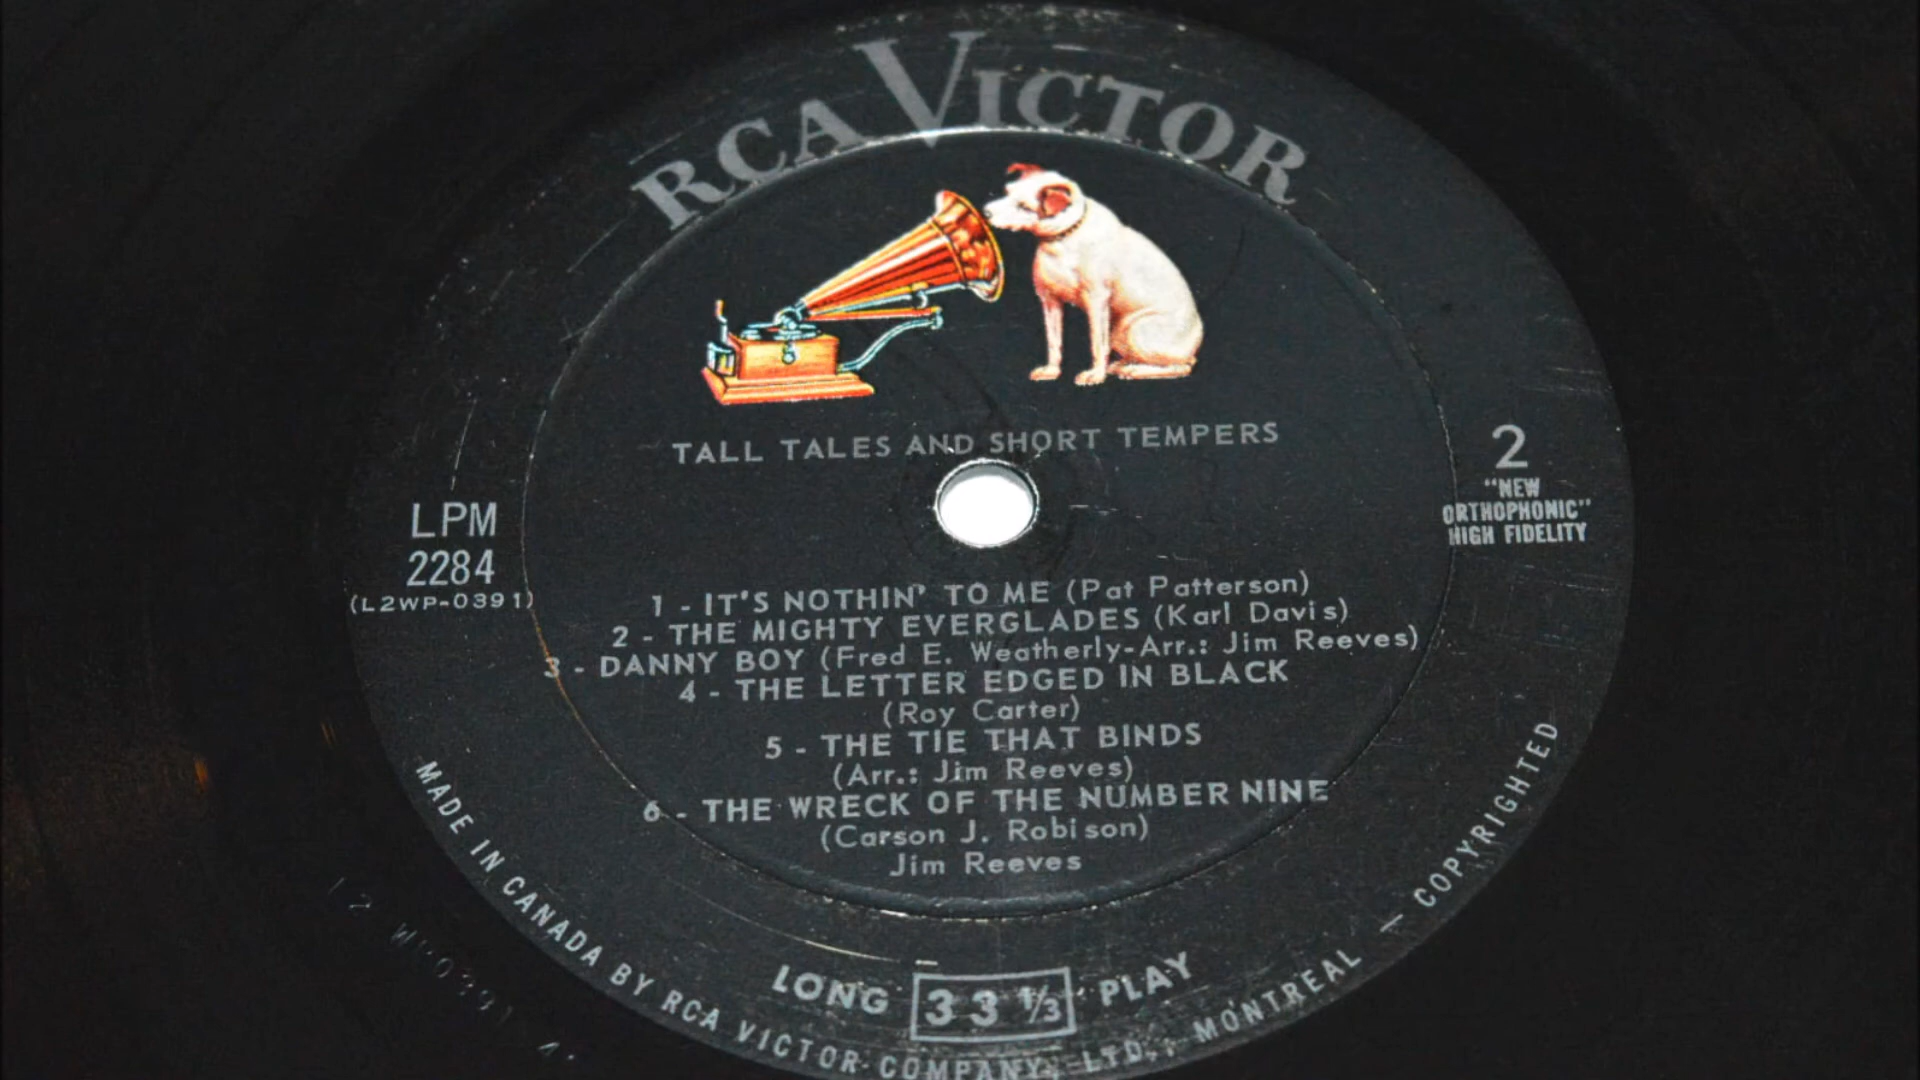 RCA VICTOR
TALL TALES AND SHORT TEMPERS
LPM
2284
(L2WP-0391)
2
"NEW
ORTHOPHONIC"
HIGH FIDELITY
1 - IT'S NOTHIN' TO ME (Pat Patterson)
2 - THE MIGHTY EVERGLADES (Karl Davis)
3 - DANNY BOY (Fred E. Weatherly-Arr.: Jim Reeves)
4 - THE LETTER EDGED IN BLACK
(Roy Carter)
5 - THE TIE THAT BINDS
(Arr.: Jim Reeves)
6 - THE WRECK OF THE NUMBER NINE
(Carson J. Robison)
Jim Reeves
LONG 33 1/3 PLAY
MADE IN CANADA BY RCA VICTOR COMPANY, LTD., MONTREAL — COPYRIGHTED